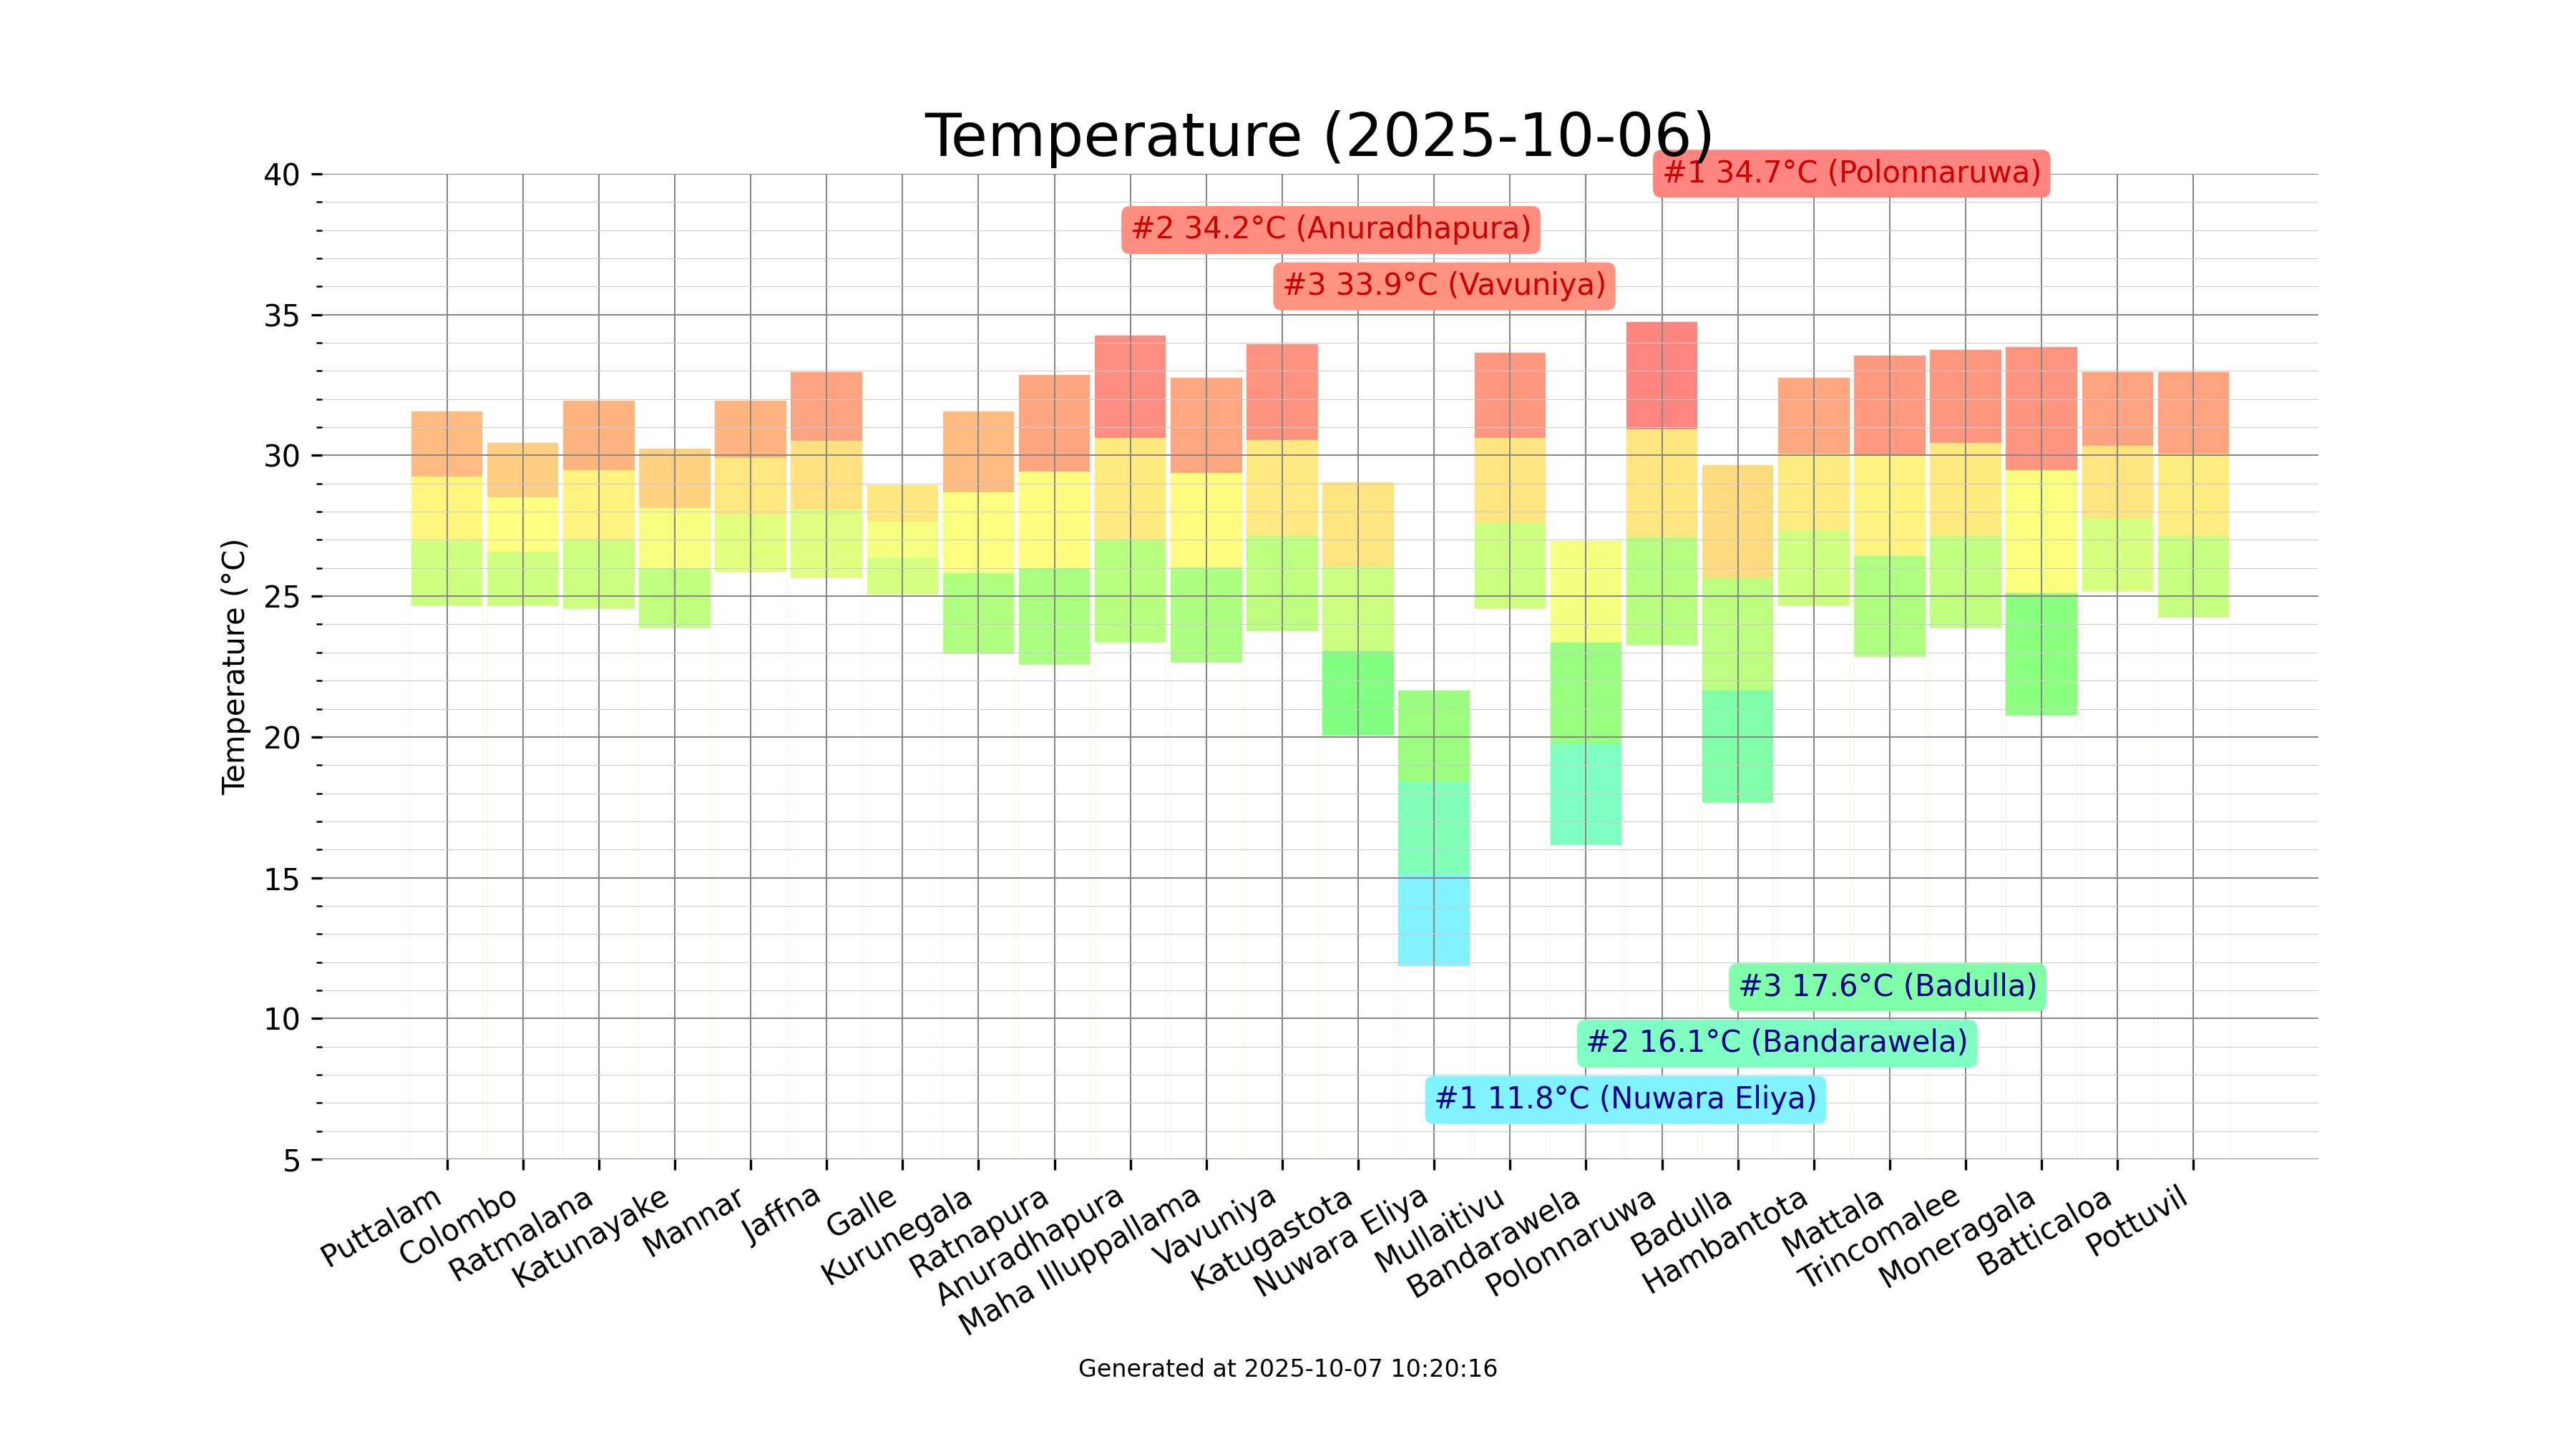 Temperature (2025-10-06)
#1 34.7°C (Polonnaruwa)
#2 34.2°C (Anuradhapura)
#3 33.9°C (Vavuniya)
40
35
30
25
20
15
10
5
Temperature (°C)
#3 17.6°C (Badulla)
#2 16.1°C (Bandarawela)
#1 11.8°C (Nuwara Eliya)
Puttalam
Colombo
Ratmalana
Katunayake
Mannar
Jaffna
Galle
Kurunegala
Ratnapura
Anuradhapura
Maha Illuppallama
Vavuniya
Katugastota
Nuwara Eliya
Mullaitivu
Bandarawela
Polonnaruwa
Badulla
Hambantota
Mattala
Trincomalee
Moneragala
Batticaloa
Pottuvil
Generated at 2025-10-07 10:20:16